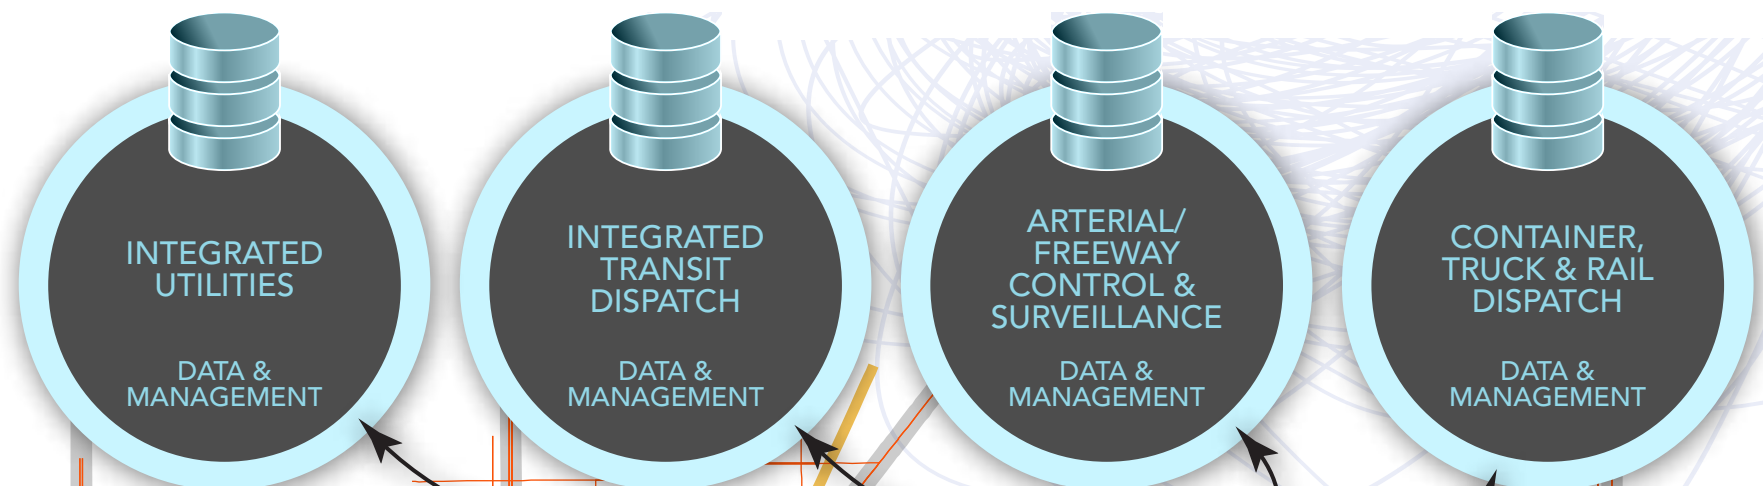 INTEGRATED
UTILITIES
DATA &
MANAGEMENT
INTEGRATED
TRANSIT
DISPATCH
DATA &
MANAGEMENT
ARTERIAL/
FREEWAY
CONTROL &
SURVEILLANCE
DATA &
MANAGEMENT
CONTAINER,
TRUCK & RAIL
DISPATCH
DATA &
MANAGEMENT